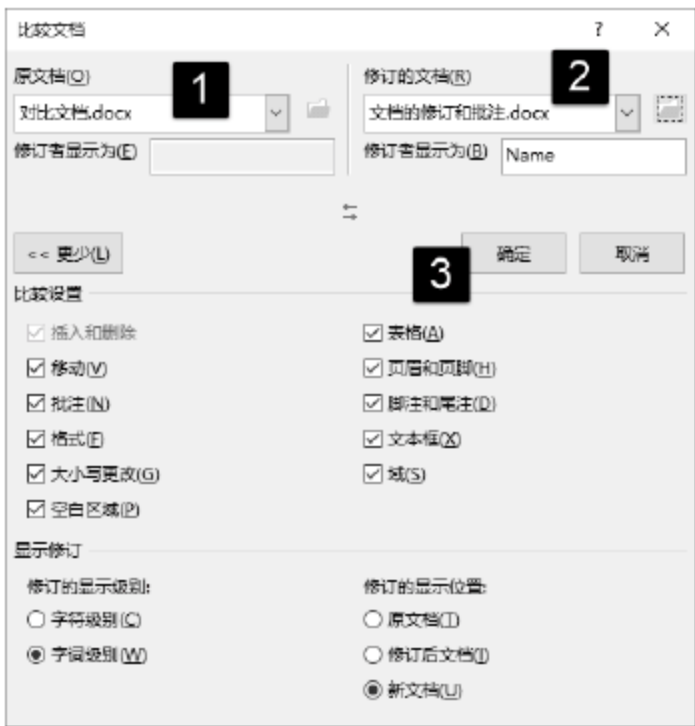 比较文档 ?
原文档(O)
1
修订的文档(R)
2
对比文档.docx
文档的修订和批注.docx
修订者显示为(E)
修订者显示为(B) Name
<< 更少(L)
3
确定
取消
比较设置
插入和删除
表格(A)
移动(V)
页眉和页脚(H)
批注(N)
脚注和尾注(D)
格式(F)
文本框(X)
大小写更改(G)
域(S)
空白区域(P)
显示修订
修订的显示级别:
修订的显示位置:
字符级别(C)
原文档(T)
字词级别(W)
修订后文档(I)
新文档(U)